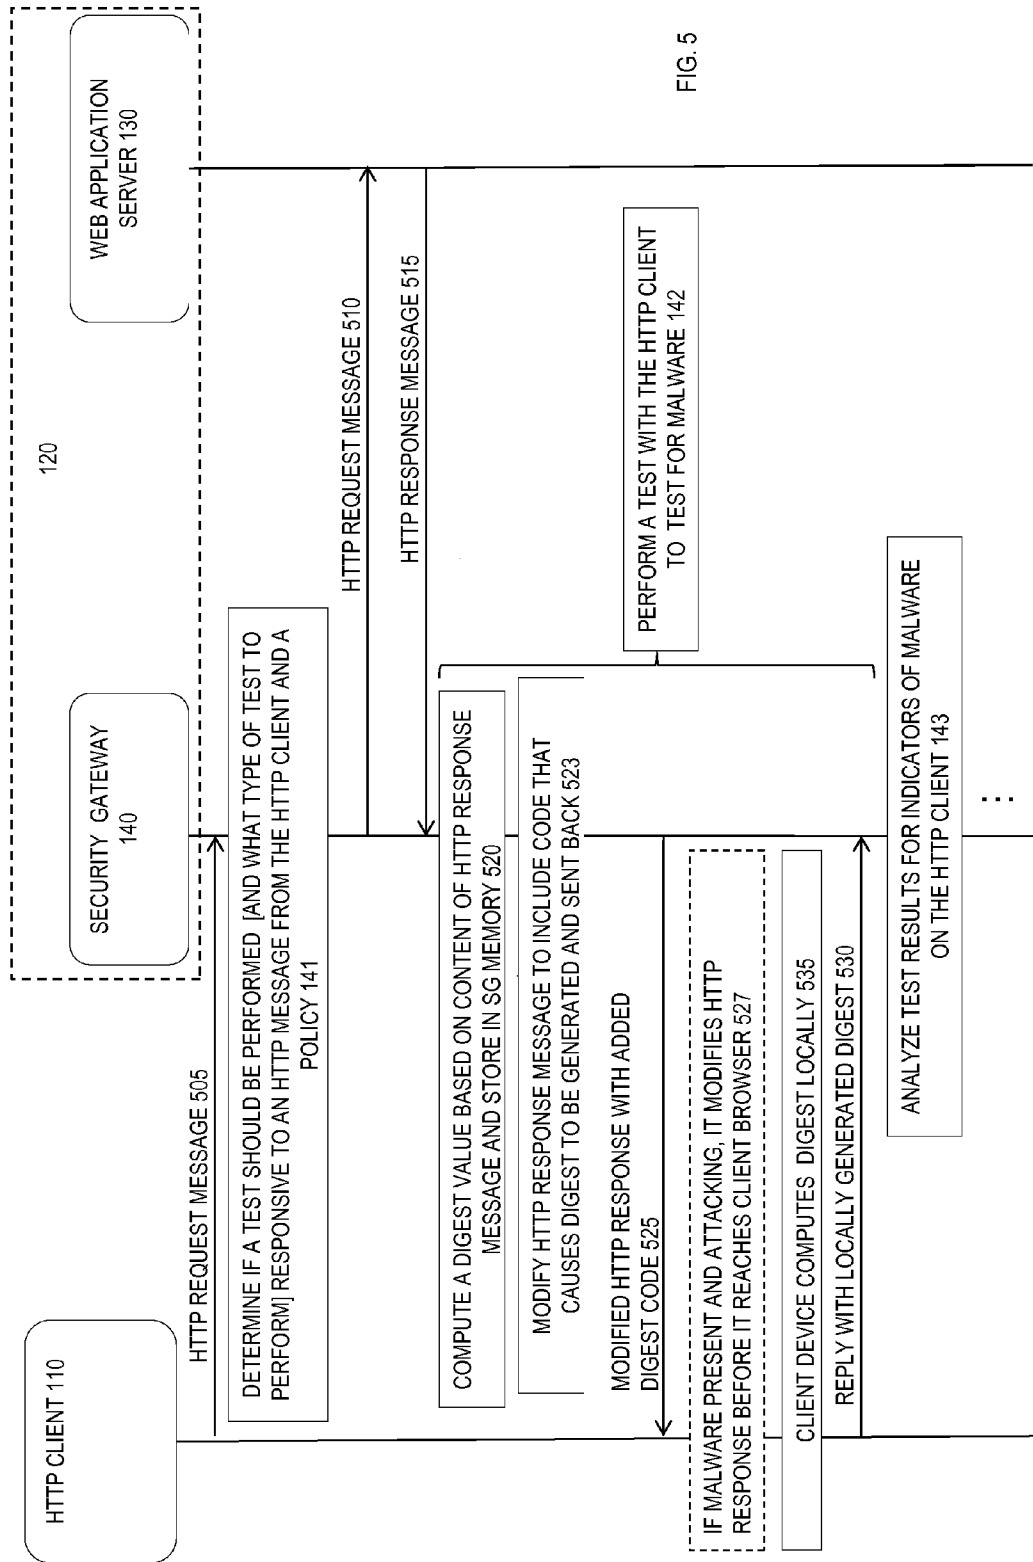 120
HTTP CLIENT 110
SECURITY GATEWAY
140
WEB APPLICATION
SERVER 130
HTTP REQUEST MESSAGE 505
DETERMINE IF A TEST SHOULD BE PERFORMED [AND WHAT TYPE OF TEST TO
PERFORM] RESPONSIVE TO AN HTTP MESSAGE FROM THE HTTP CLIENT AND A
POLICY 141
HTTP REQUEST MESSAGE 510
HTTP RESPONSE MESSAGE 515
COMPUTE A DIGEST VALUE BASED ON CONTENT OF HTTP RESPONSE
MESSAGE AND STORE IN SG MEMORY 520
MODIFY HTTP RESPONSE MESSAGE TO INCLUDE CODE THAT
CAUSES DIGEST TO BE GENERATED AND SENT BACK 523
PERFORM A TEST WITH THE HTTP CLIENT
TO TEST FOR MALWARE 142
MODIFIED HTTP RESPONSE WITH ADDED
DIGEST CODE 525
IF MALWARE PRESENT AND ATTACKING, IT MODIFIES HTTP
RESPONSE BEFORE IT REACHES CLIENT BROWSER 527
CLIENT DEVICE COMPUTES DIGEST LOCALLY 535
REPLY WITH LOCALLY GENERATED DIGEST 530
ANALYZE TEST RESULTS FOR INDICATORS OF MALWARE
ON THE HTTP CLIENT 143
...
FIG. 5